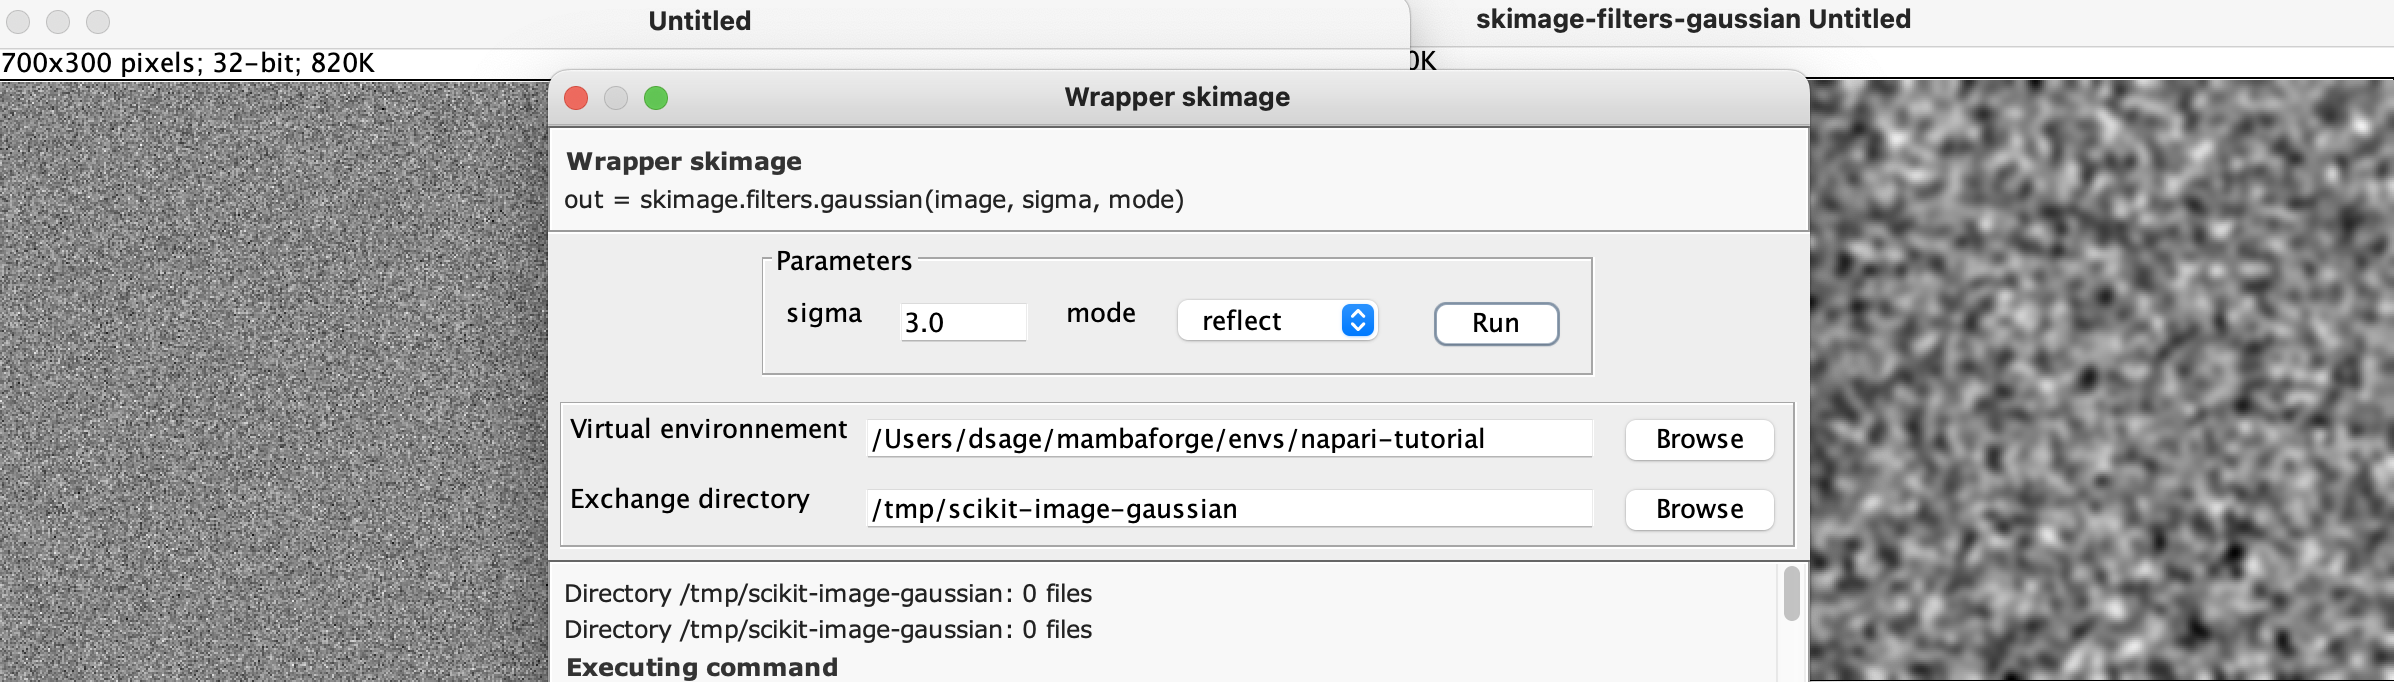 Untitled
skimage-filters-gaussian Untitled
700x300 pixels; 32-bit; 820K
0K
Wrapper skimage
Wrapper skimage
out = skimage.filters.gaussian(image, sigma, mode)
Parameters
sigma 3.0 mode reflect Run
Virtual environnement /Users/dsage/mambaforge/envs/napari-tutorial Browse
Exchange directory /tmp/scikit-image-gaussian Browse
Directory /tmp/scikit-image-gaussian: 0 files
Directory /tmp/scikit-image-gaussian: 0 files
Executing command